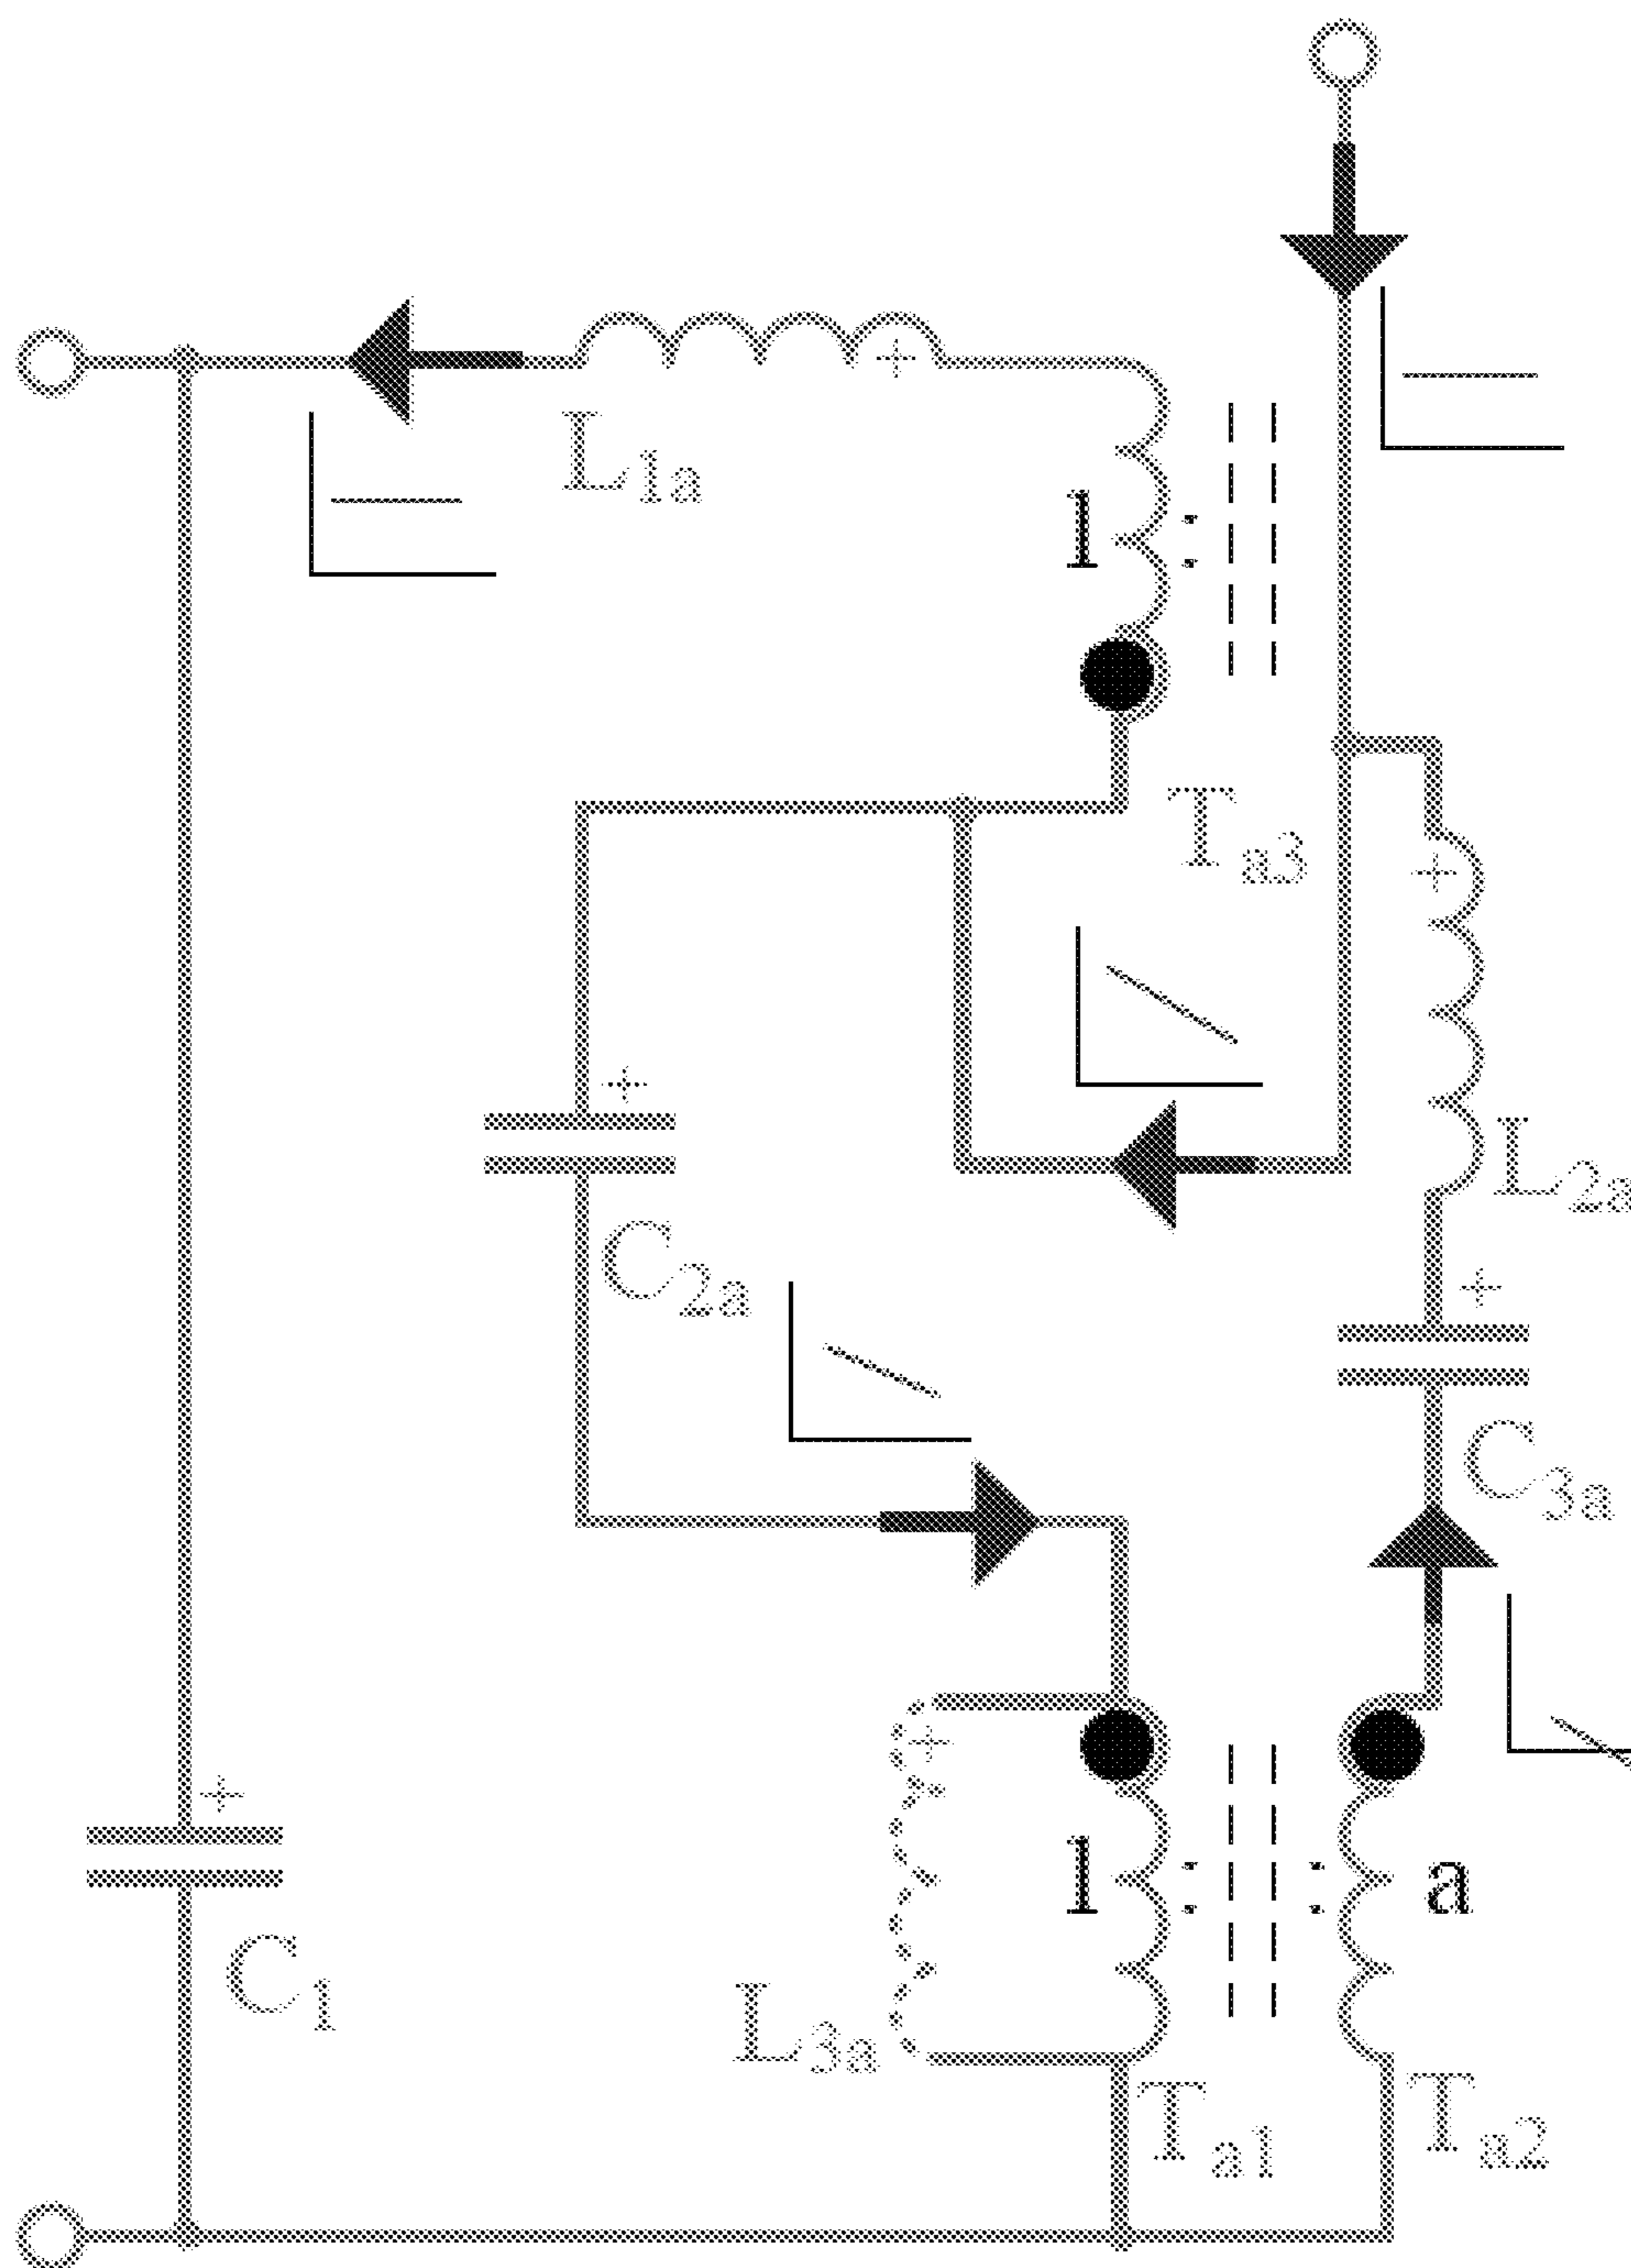 +
L1a
1 :
Ta3
+
+
L2a
C2a
+
C3a
+
+
1 : : a
C1
L3a
Ta1
Ta2